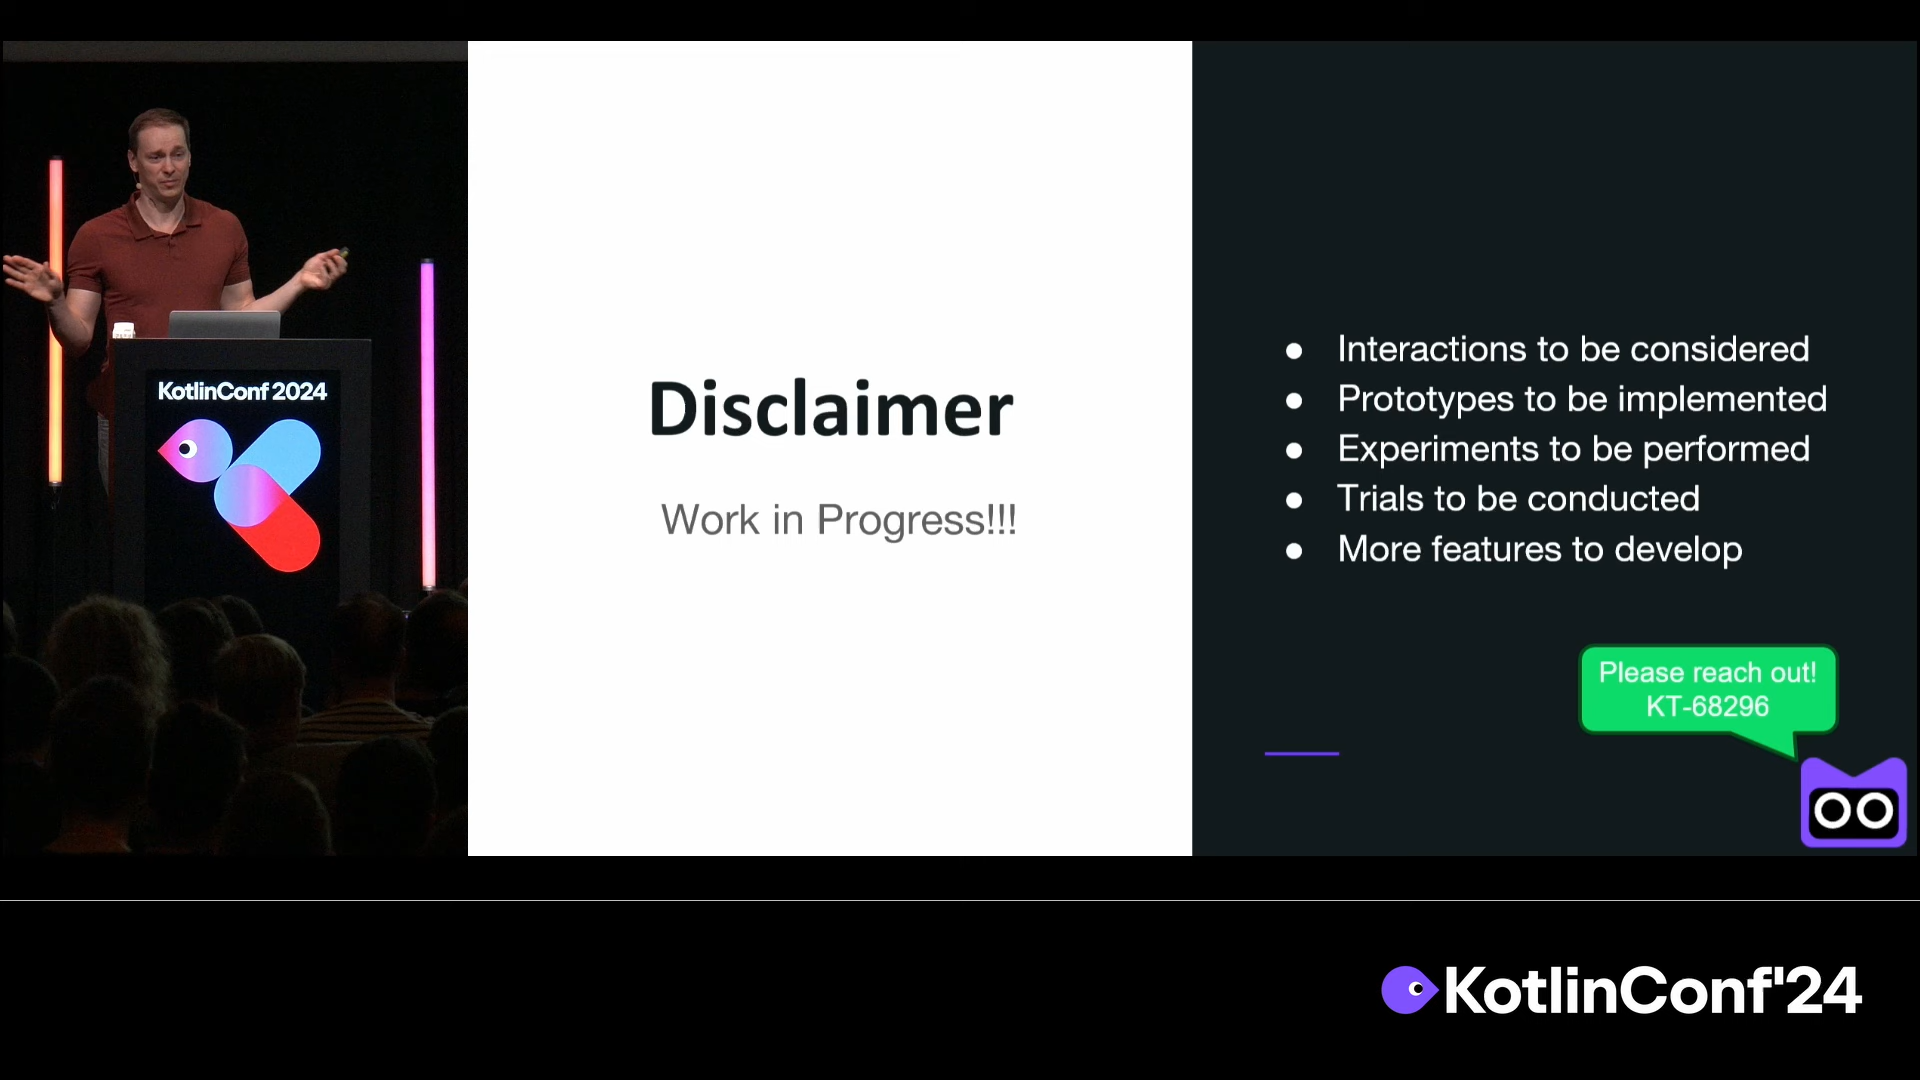 KotlinConf 2024
Disclaimer
Work in Progress!!!
Interactions to be considered
Prototypes to be implemented
Experiments to be performed
Trials to be conducted
More features to develop
Please reach out!
KT-68296
KotlinConf'24